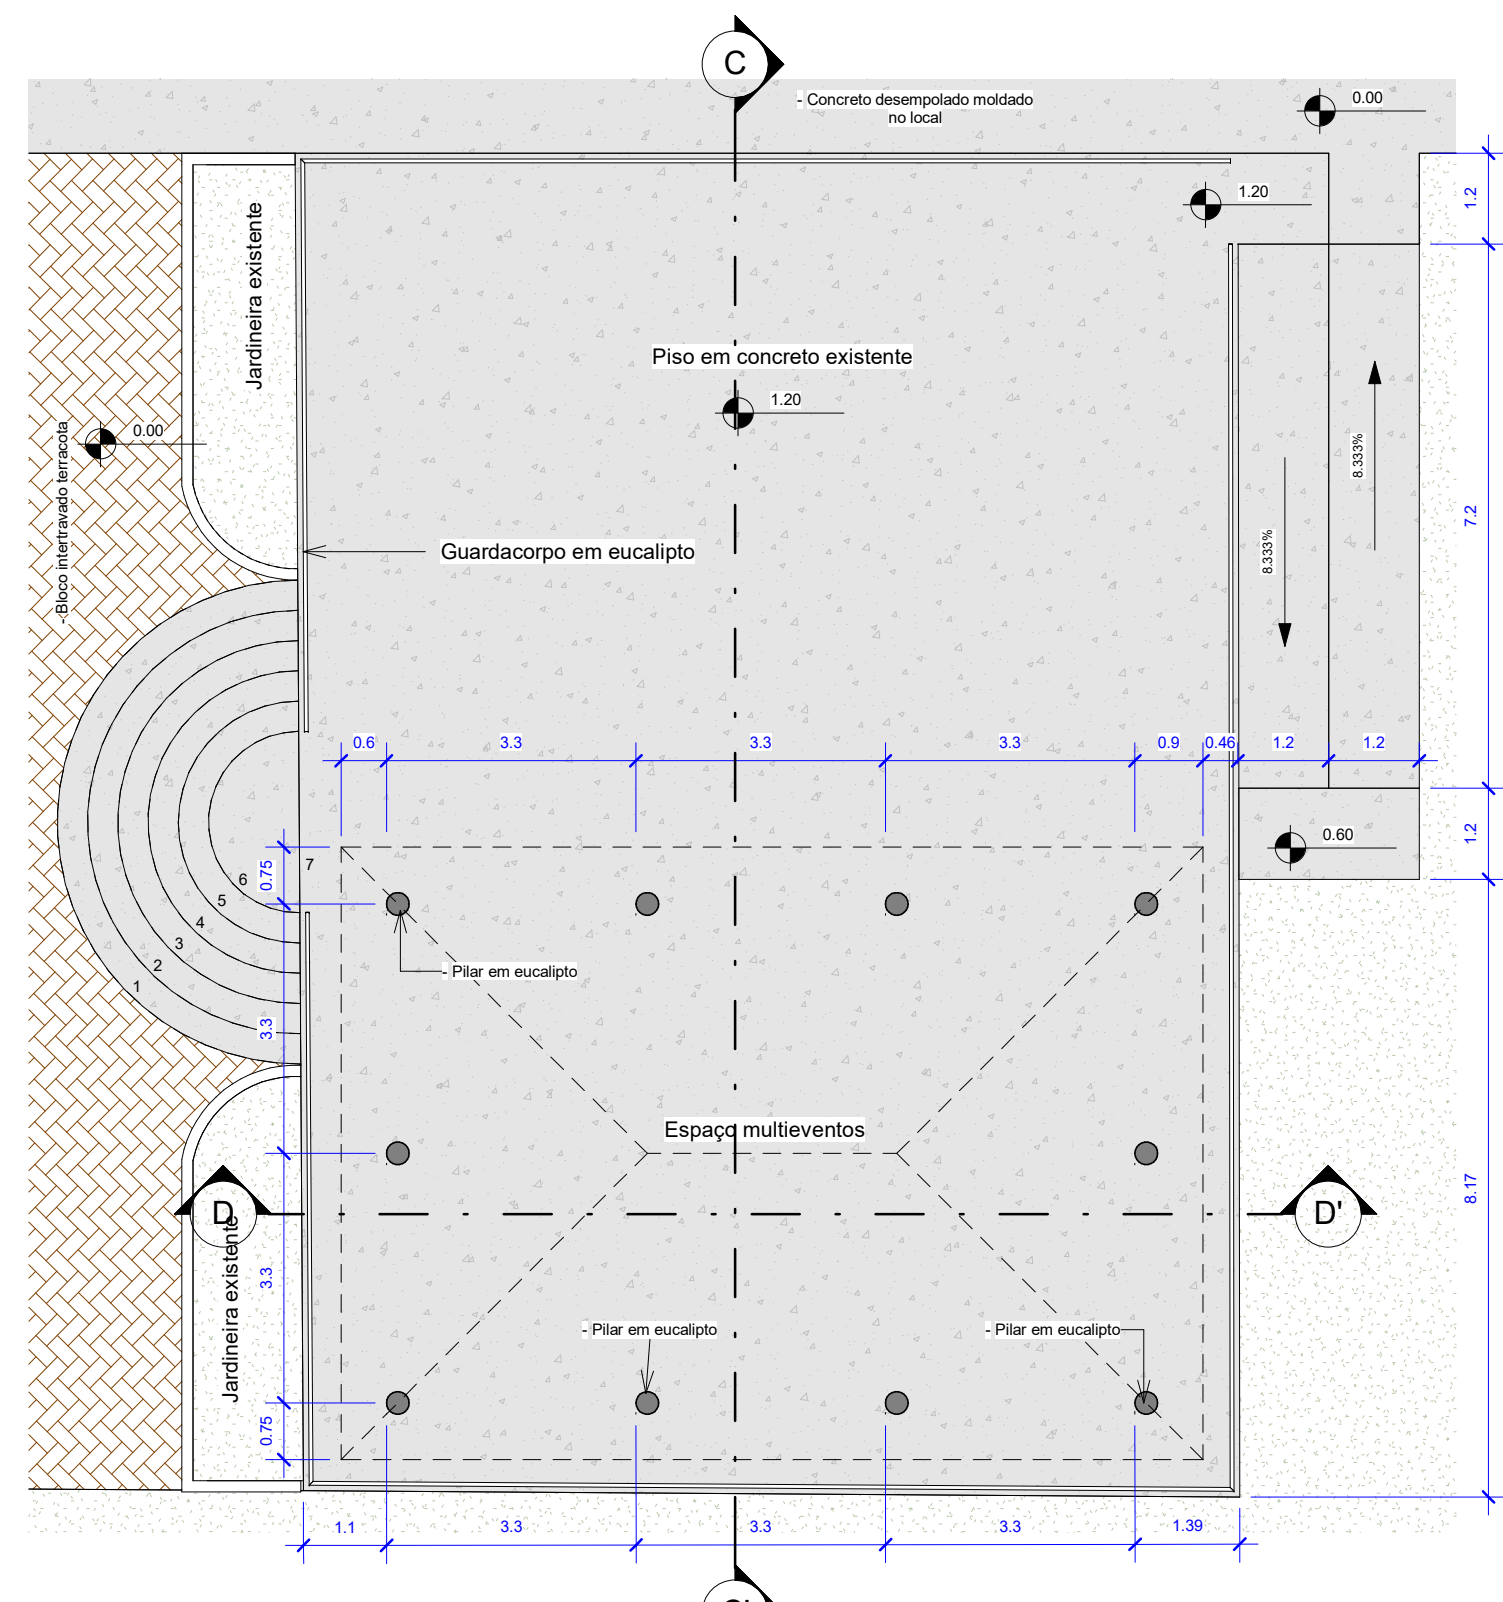 C
- Concreto desempolado moldado
no local
0.00
1.20
1.2
Jardineira existente
Piso em concreto existente
1.20
0.00
- Bloco intertravado terracota
8.333%
8.333%
7.2
Guardacorpo em eucalipto
0.6
3.3
3.3
3.3
0.9
0.46
1.2
1.2
0.60
1.2
0.75
7
6
5
4
3
2
1
- Pilar em eucalipto
3.3
Espaço multieventos
D
D'
8.17
Jardineira existente
3.3
- Pilar em eucalipto
- Pilar em eucalipto
0.75
1.1
3.3
3.3
3.3
1.39